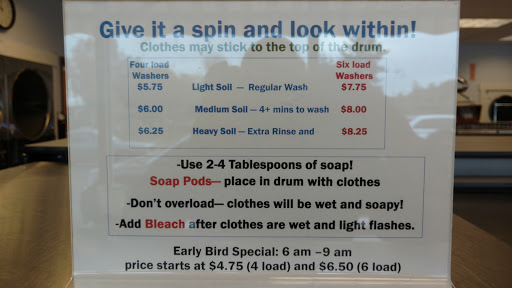 Give it a spin and look within!
Clothes may stick to the top of the drum.
Four load Washers Six load Washers
$5.75 Light Soil — Regular Wash $7.75
$6.00 Medium Soil — 4+ mins to wash $8.00
$6.25 Heavy Soil — Extra Rinse and $8.25
-Use 2-4 Tablespoons of soap!
Soap Pods— place in drum with clothes
-Don't overload— clothes will be wet and soapy!
-Add Bleach after clothes are wet and light flashes.
Early Bird Special: 6 am –9 am
price starts at $4.75 (4 load) and $6.50 (6 load)